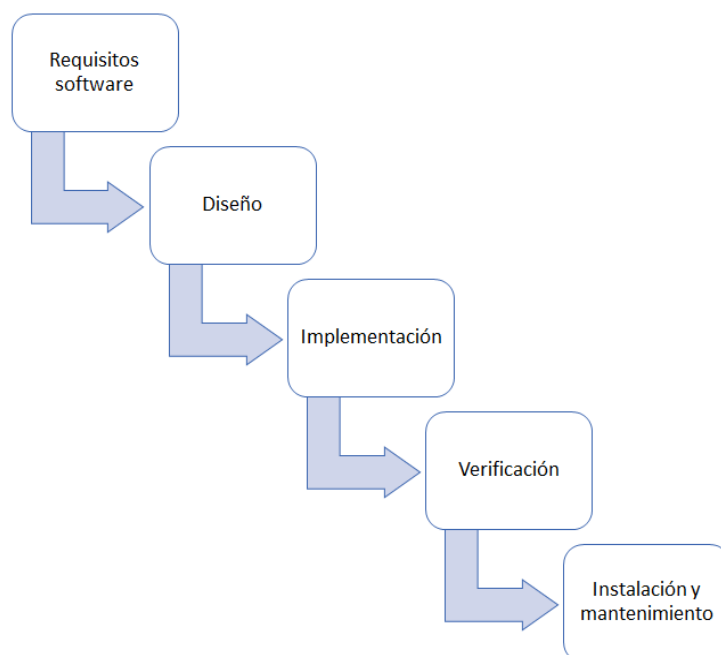 Requisitos
software
Diseño
Implementación
Verificación
Instalación y
mantenimiento